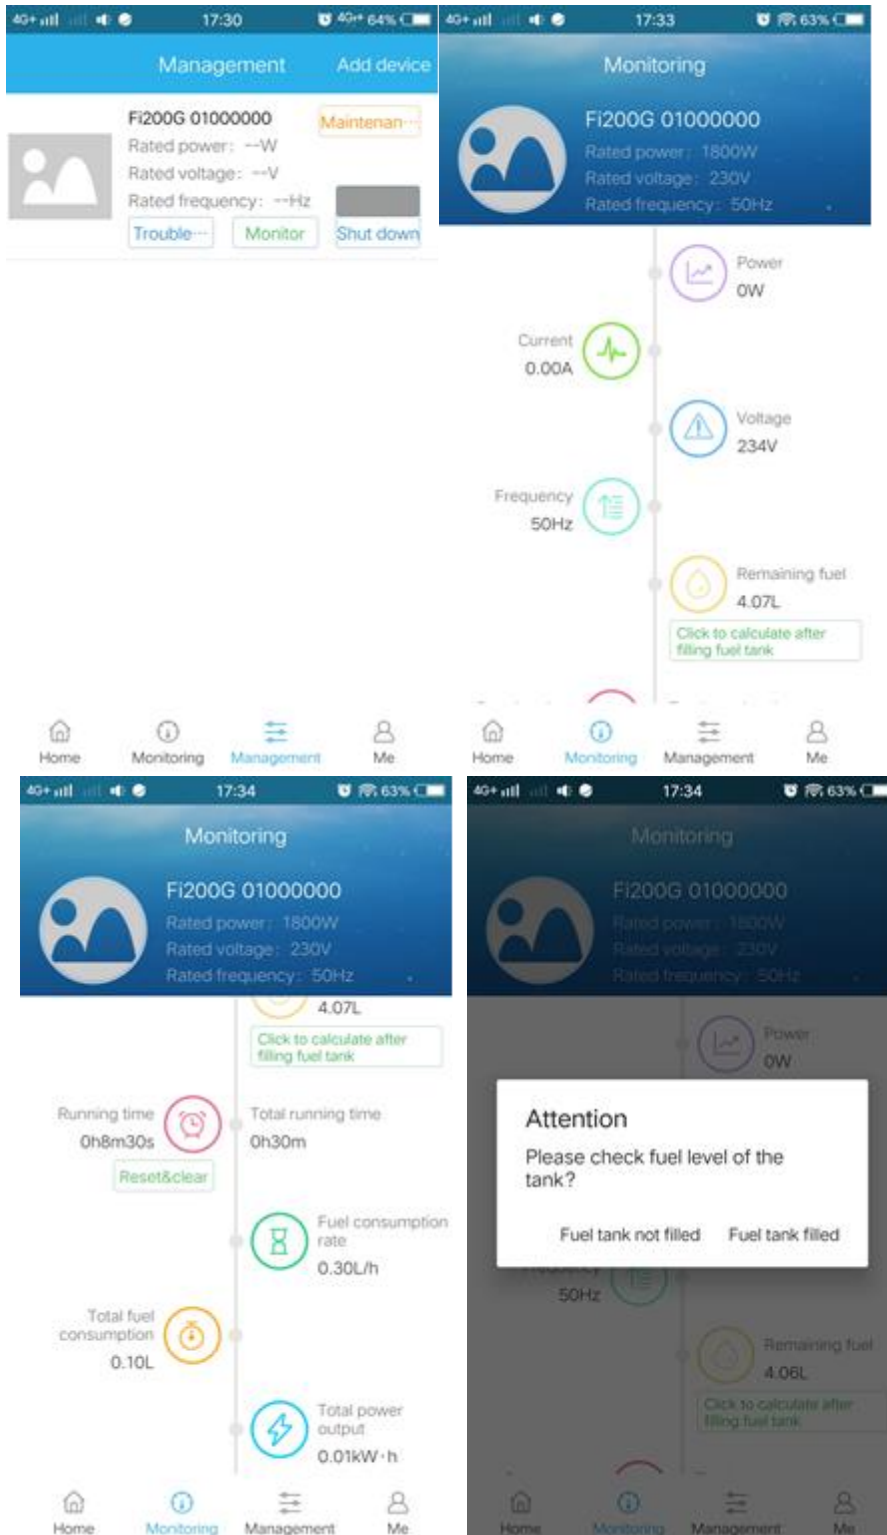 4G+ 17:30 4G++ 64%
Management Add device
Fi200G 01000000
Maintenan···
Rated power: --W
Rated voltage: --V
Rated frequency: --Hz
Trouble··· Monitor Shut down
Home Monitoring Management Me
4G+ 17:33 63%
Monitoring
Fi200G 01000000
Rated power: 1800W
Rated voltage: 230V
Rated frequency: 50Hz
Power
0W
Current
0.00A
Voltage
234V
Frequency
50Hz
Remaining fuel
4.07L
Click to calculate after
filling fuel tank
Home Monitoring Management Me
4G+ 17:34 63%
Monitoring
Fi200G 01000000
Rated power: 1800W
Rated voltage: 230V
Rated frequency: 50Hz
4.07L
Click to calculate after
filling fuel tank
Running time
0h8m30s
Reset&clear
Total running time
0h30m
Fuel consumption
rate
0.30L/h
Total fuel
consumption
0.10L
Total power
output
0.01kW·h
Home Monitoring Management Me
4G+ 17:34 63%
Monitoring
Fi200G 01000000
Rated power: 1800W
Rated voltage: 230V
Rated frequency: 50Hz
Power
0W
Attention
Please check fuel level of the
tank?
Fuel tank not filled Fuel tank filled
Frequency
50Hz
Remaining fuel
4.06L
Click to calculate after
filling fuel tank
Home Monitoring Management Me